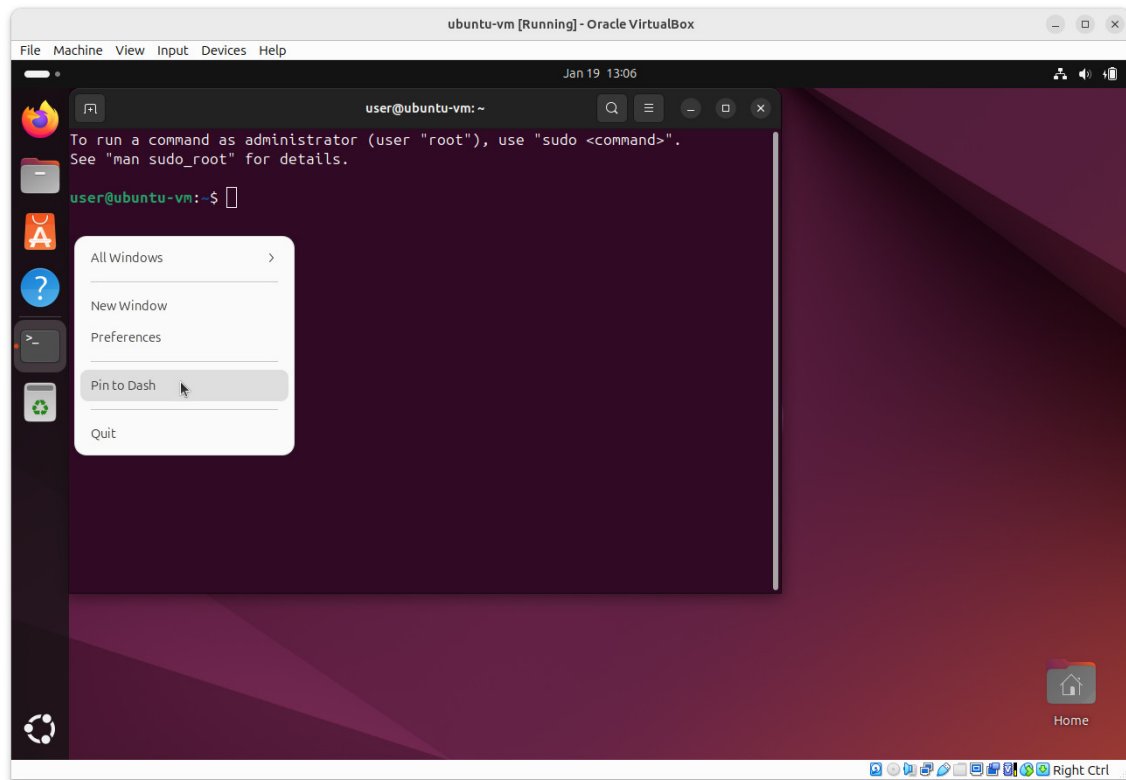 ubuntu-vm [Running] - Oracle VirtualBox
File Machine View Input Devices Help
Jan 19 13:06
user@ubuntu-vm: ~
To run a command as administrator (user "root"), use "sudo <command>".
See "man sudo_root" for details.
user@ubuntu-vm:~$
All Windows
New Window
Preferences
Pin to Dash
Quit
Home
Right Ctrl